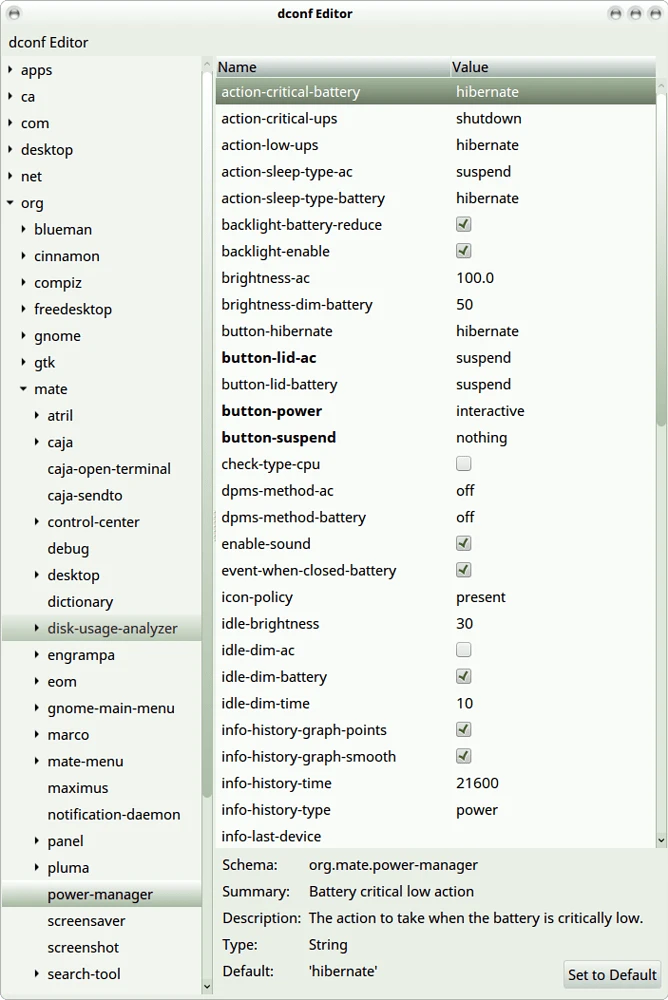 dconf Editor
dconf Editor
apps
ca
com
desktop
net
org
blueman
cinnamon
compiz
freedesktop
gnome
gtk
mate
atril
caja
caja-open-terminal
caja-sendto
control-center
debug
desktop
dictionary
disk-usage-analyzer
engrampa
eom
gnome-main-menu
marco
mate-menu
maximus
notification-daemon
panel
pluma
power-manager
screensaver
screenshot
search-tool
Name Value
action-critical-battery hibernate
action-critical-ups shutdown
action-low-ups hibernate
action-sleep-type-ac suspend
action-sleep-type-battery hibernate
backlight-battery-reduce
backlight-enable
brightness-ac 100.0
brightness-dim-battery 50
button-hibernate hibernate
button-lid-ac suspend
button-lid-battery suspend
button-power interactive
button-suspend nothing
check-type-cpu
dpms-method-ac off
dpms-method-battery off
enable-sound
event-when-closed-battery
icon-policy present
idle-brightness 30
idle-dim-ac
idle-dim-battery
idle-dim-time 10
info-history-graph-points
info-history-graph-smooth
info-history-time 21600
info-history-type power
info-last-device
Schema: org.mate.power-manager
Summary: Battery critical low action
Description: The action to take when the battery is critically low.
Type: String
Default: 'hibernate'
Set to Default